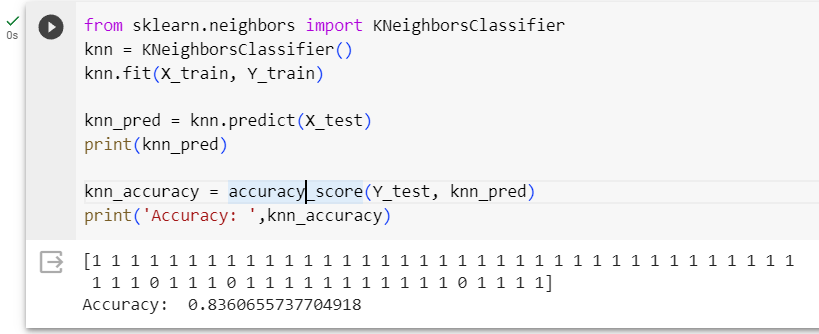 0s
from sklearn.neighbors import KNeighborsClassifier
knn = KNeighborsClassifier()
knn.fit(X_train, Y_train)
knn_pred = knn.predict(X_test)
print(knn_pred)
knn_accuracy = accuracy_score(Y_test, knn_pred)
print('Accuracy: ',knn_accuracy)
[1 1 1 1 1 1 1 1 1 1 1 1 1 1 1 1 1 1 1 1 1 1 1 1 1 1 1 1 1 1 1 1 1 1 1 1 1
1 1 1 0 1 1 1 0 1 1 1 1 1 1 1 1 1 1 1 0 1 1 1 1]
Accuracy:  0.8360655737704918